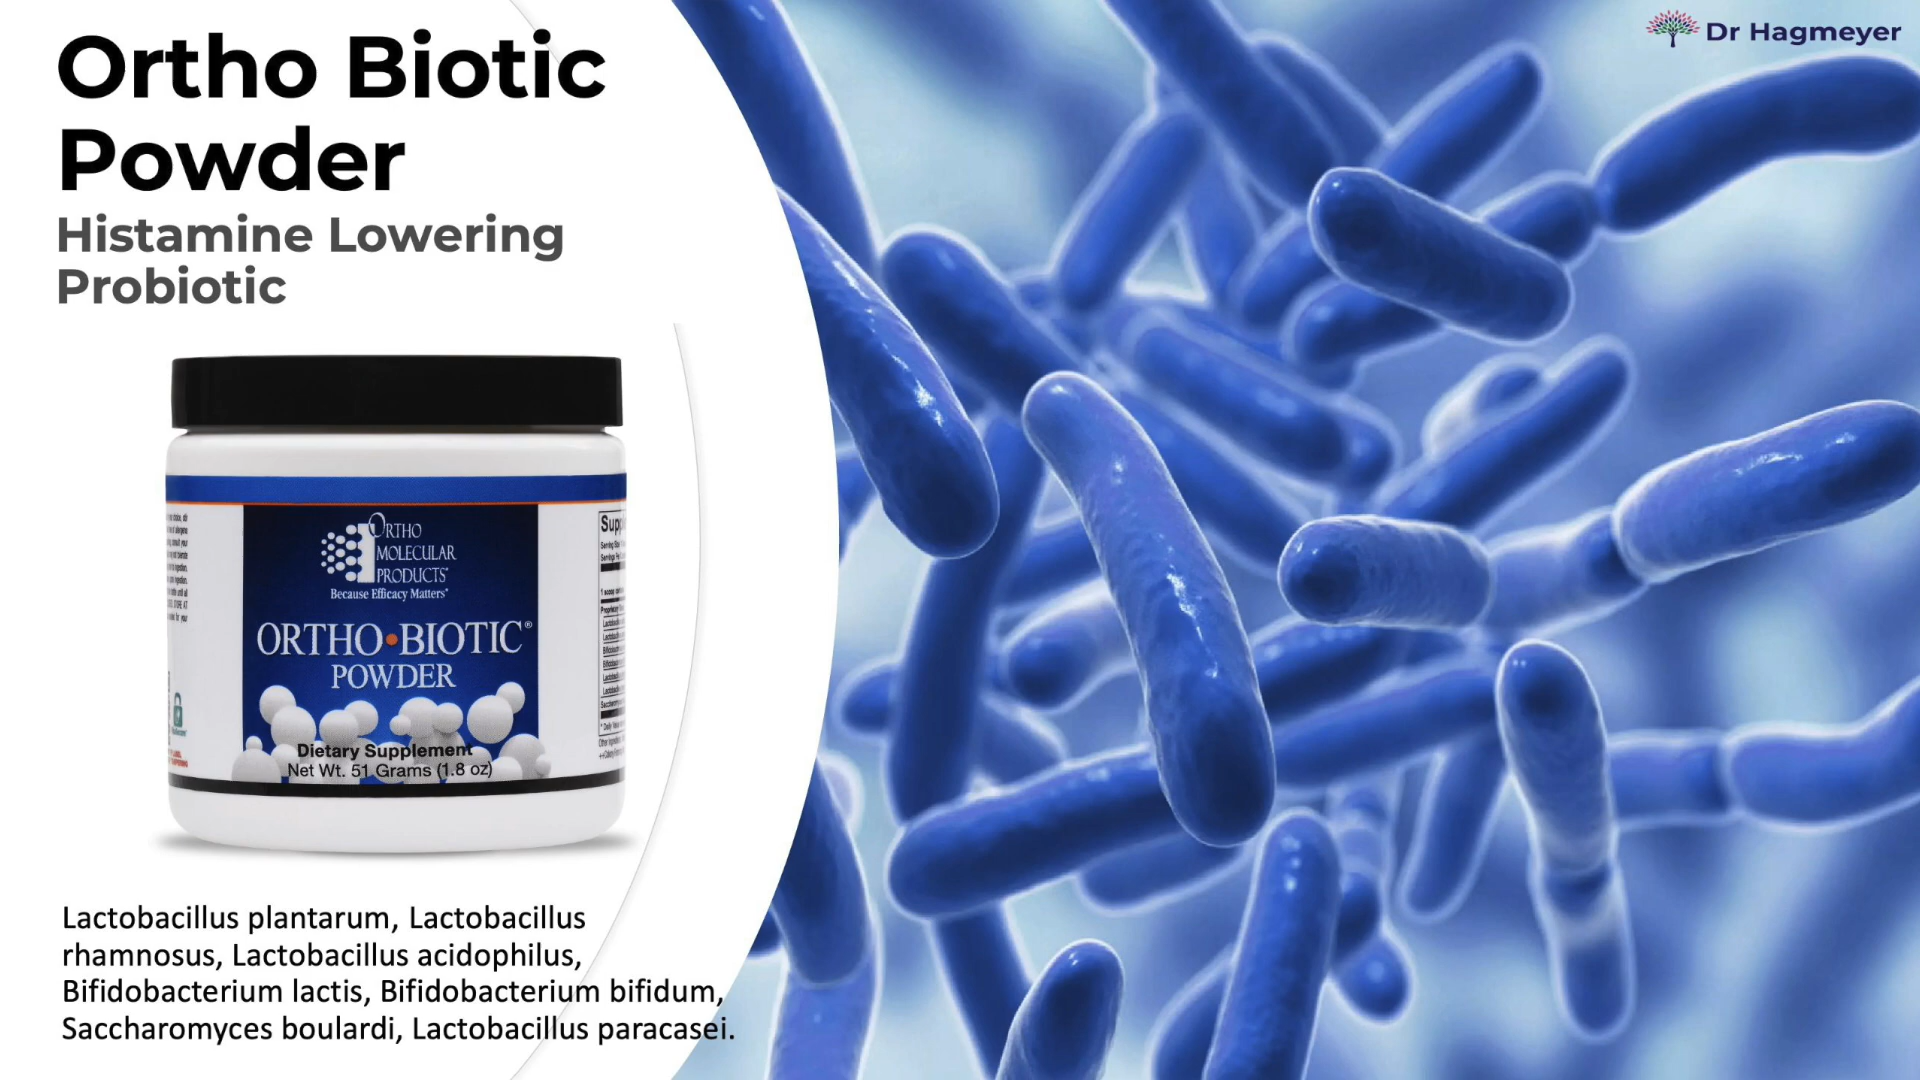 Ortho Biotic
Powder
Histamine Lowering
Probiotic
Dr Hagmeyer
ORTHO
MOLECULAR
PRODUCTS
Because Efficacy Matters
ORTHO•BIOTIC®
POWDER
Dietary Supplement
Net Wt. 51 Grams (1.8 oz)
Supp
Lactobacillus plantarum, Lactobacillus
rhamnosus, Lactobacillus acidophilus,
Bifidobacterium lactis, Bifidobacterium bifidum,
Saccharomyces boulardi, Lactobacillus paracasei.